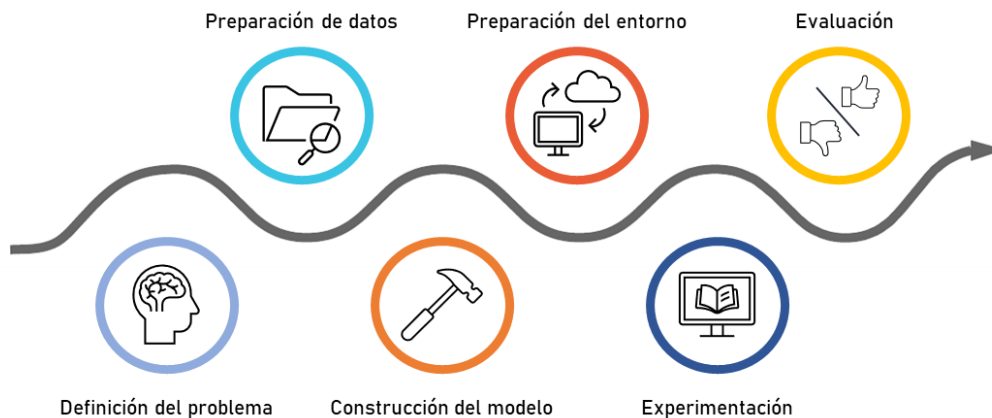 Preparación de datos
Preparación del entorno
Evaluación
Definición del problema
Construcción del modelo
Experimentación